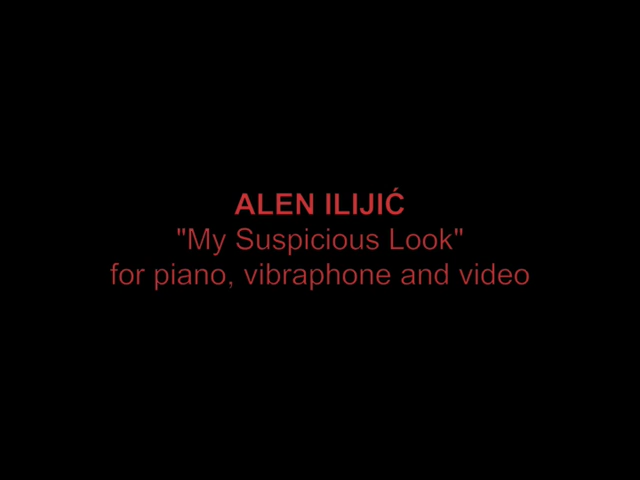 ALEN ILIJIĆ
"My Suspicious Look"
for piano, vibraphone and video